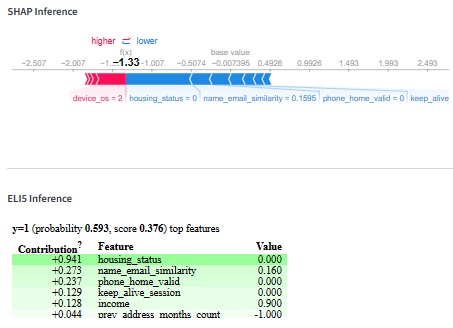 SHAP Inference
higher ⇄ lower
f(x) base value
-2.507 -2.007 -1. -1.33 -1.007 -0.5074 -0.007395 0.4926 0.9926 1.493 1.993 2.493
device_os = 2 housing_status = 0 name_email_similarity = 0.1595 phone_home_valid = 0 keep_alive
ELI5 Inference
y=1 (probability 0.593, score 0.376) top features
Contribution? Feature Value
+0.941 housing_status 0.000
+0.273 name_email_similarity 0.160
+0.237 phone_home_valid 0.000
+0.129 keep_alive_session 0.000
+0.128 income 0.900
+0.044 prev_address_months_count -1.000